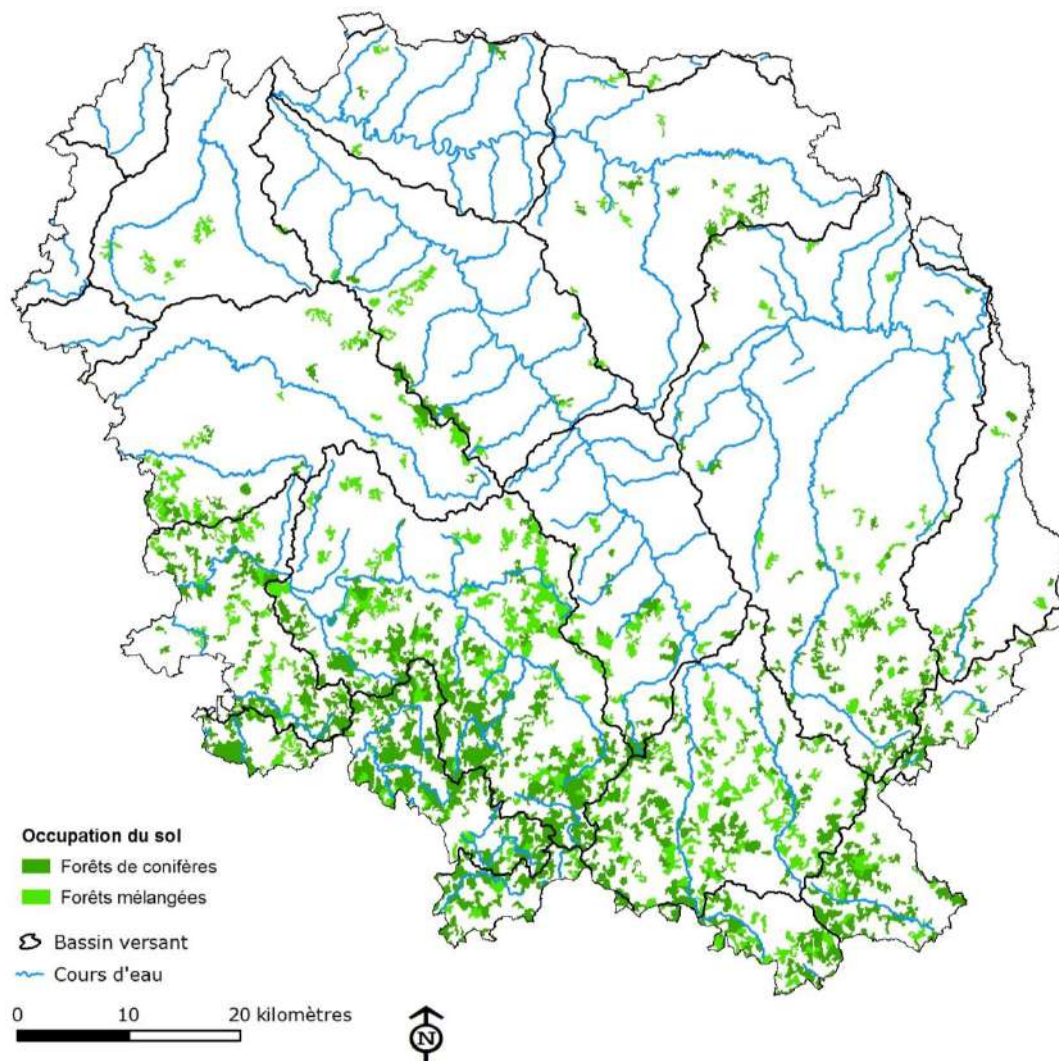 Occupation du sol
Forêts de conifères
Forêts mélangées
Bassin versant
Cours d'eau
0 10 20 kilomètres
N